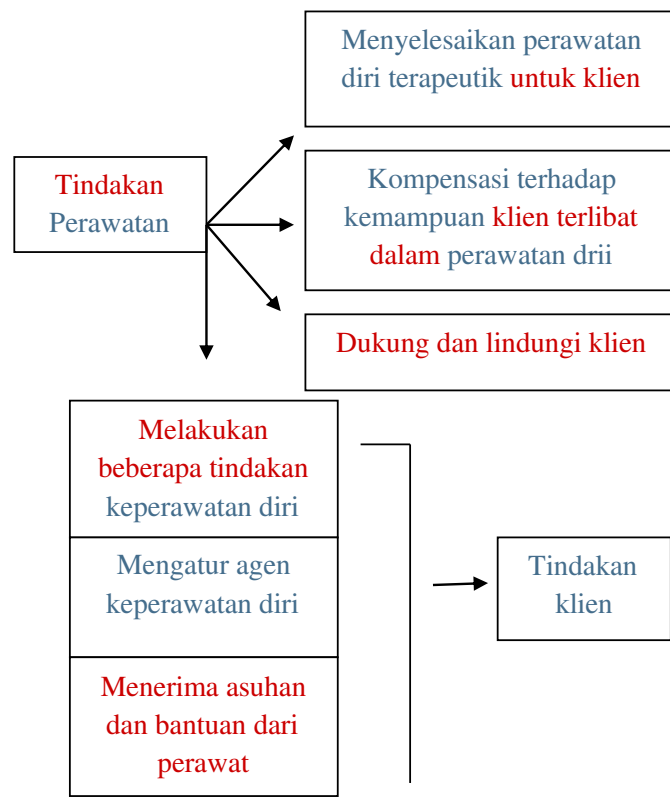 Menyelesaikan perawatan
diri terapeutik untuk klien
Tindakan
Perawatan
Kompensasi terhadap
kemampuan klien terlibat
dalam perawatan drii
Dukung dan lindungi klien
Melakukan
beberapa tindakan
keperawatan diri
Mengatur agen
keperawatan diri
Menerima asuhan
dan bantuan dari
perawat
Tindakan
klien